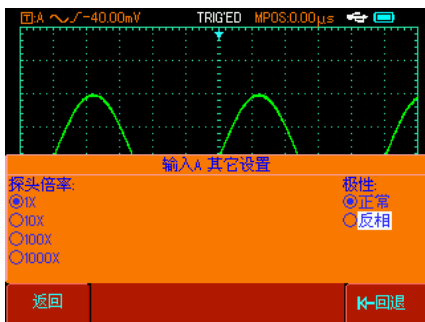 T:A -40.00mV TRIG'ED MPOS:0.00μs
输入A 其它设置
探头倍率: 极性:
1X 正常
10X 反相
100X
1000X
返回 回退